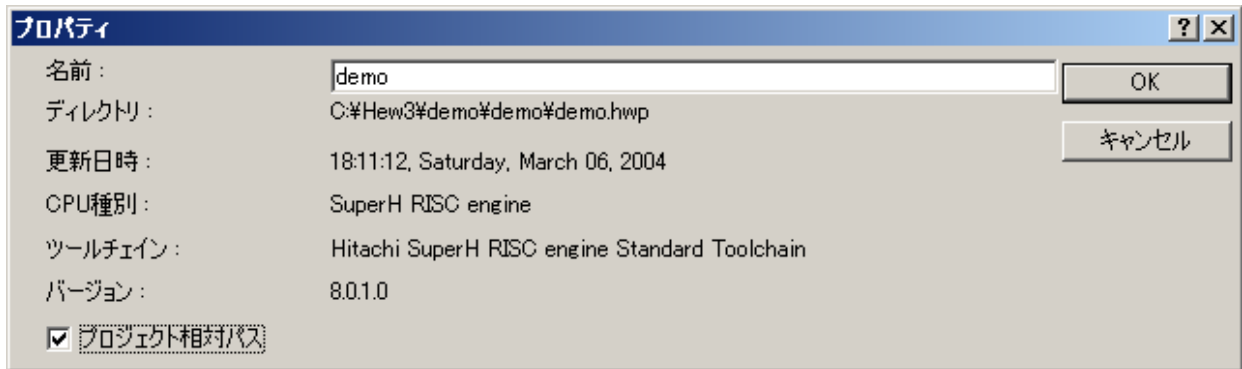 プロパティ
名前： demo OK
ディレクトリ： C:¥Hew3¥demo¥demo¥demo.hwp
キャンセル
更新日時： 18:11:12, Saturday, March 06, 2004
CPU種別： SuperH RISC engine
ツールチェイン： Hitachi SuperH RISC engine Standard Toolchain
バージョン： 8.0.1.0
プロジェクト相対パス